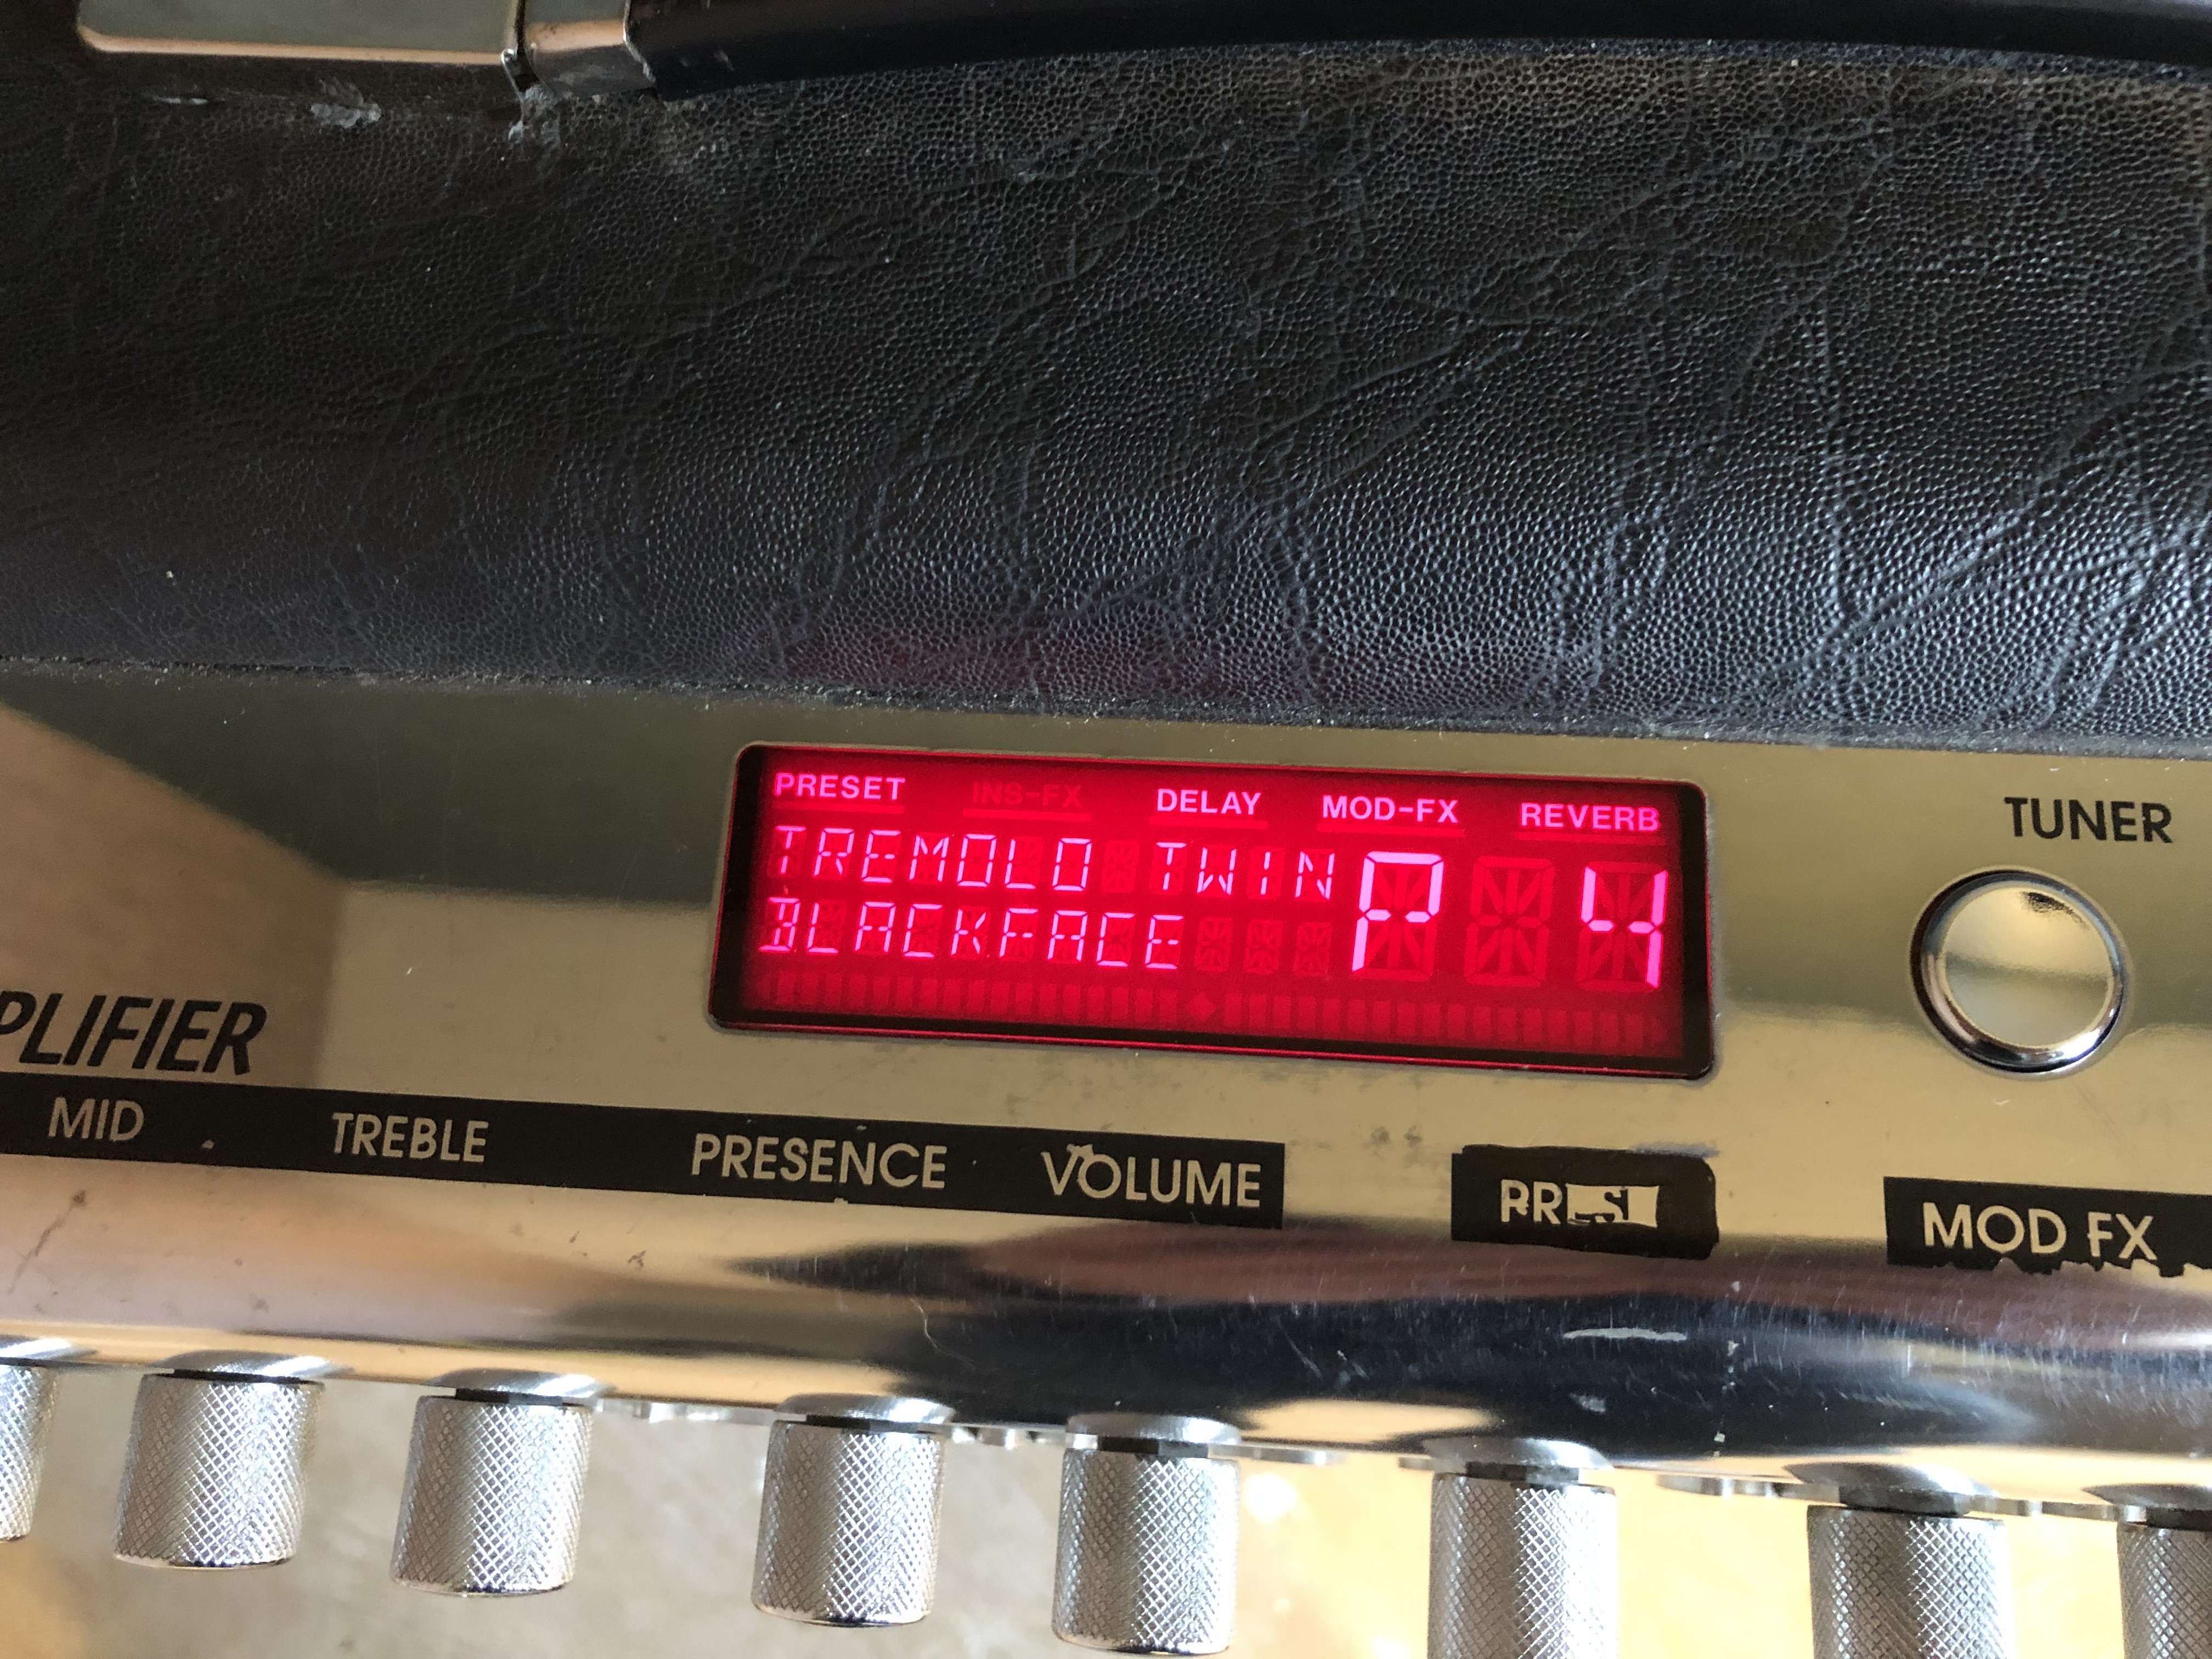 PRESET INS-FX DELAY MOD-FX REVERB
TREMOLO TWIN P 4
BLACKFACE
TUNER
PLIFIER
MID TREBLE PRESENCE VOLUME PRESE MOD FX